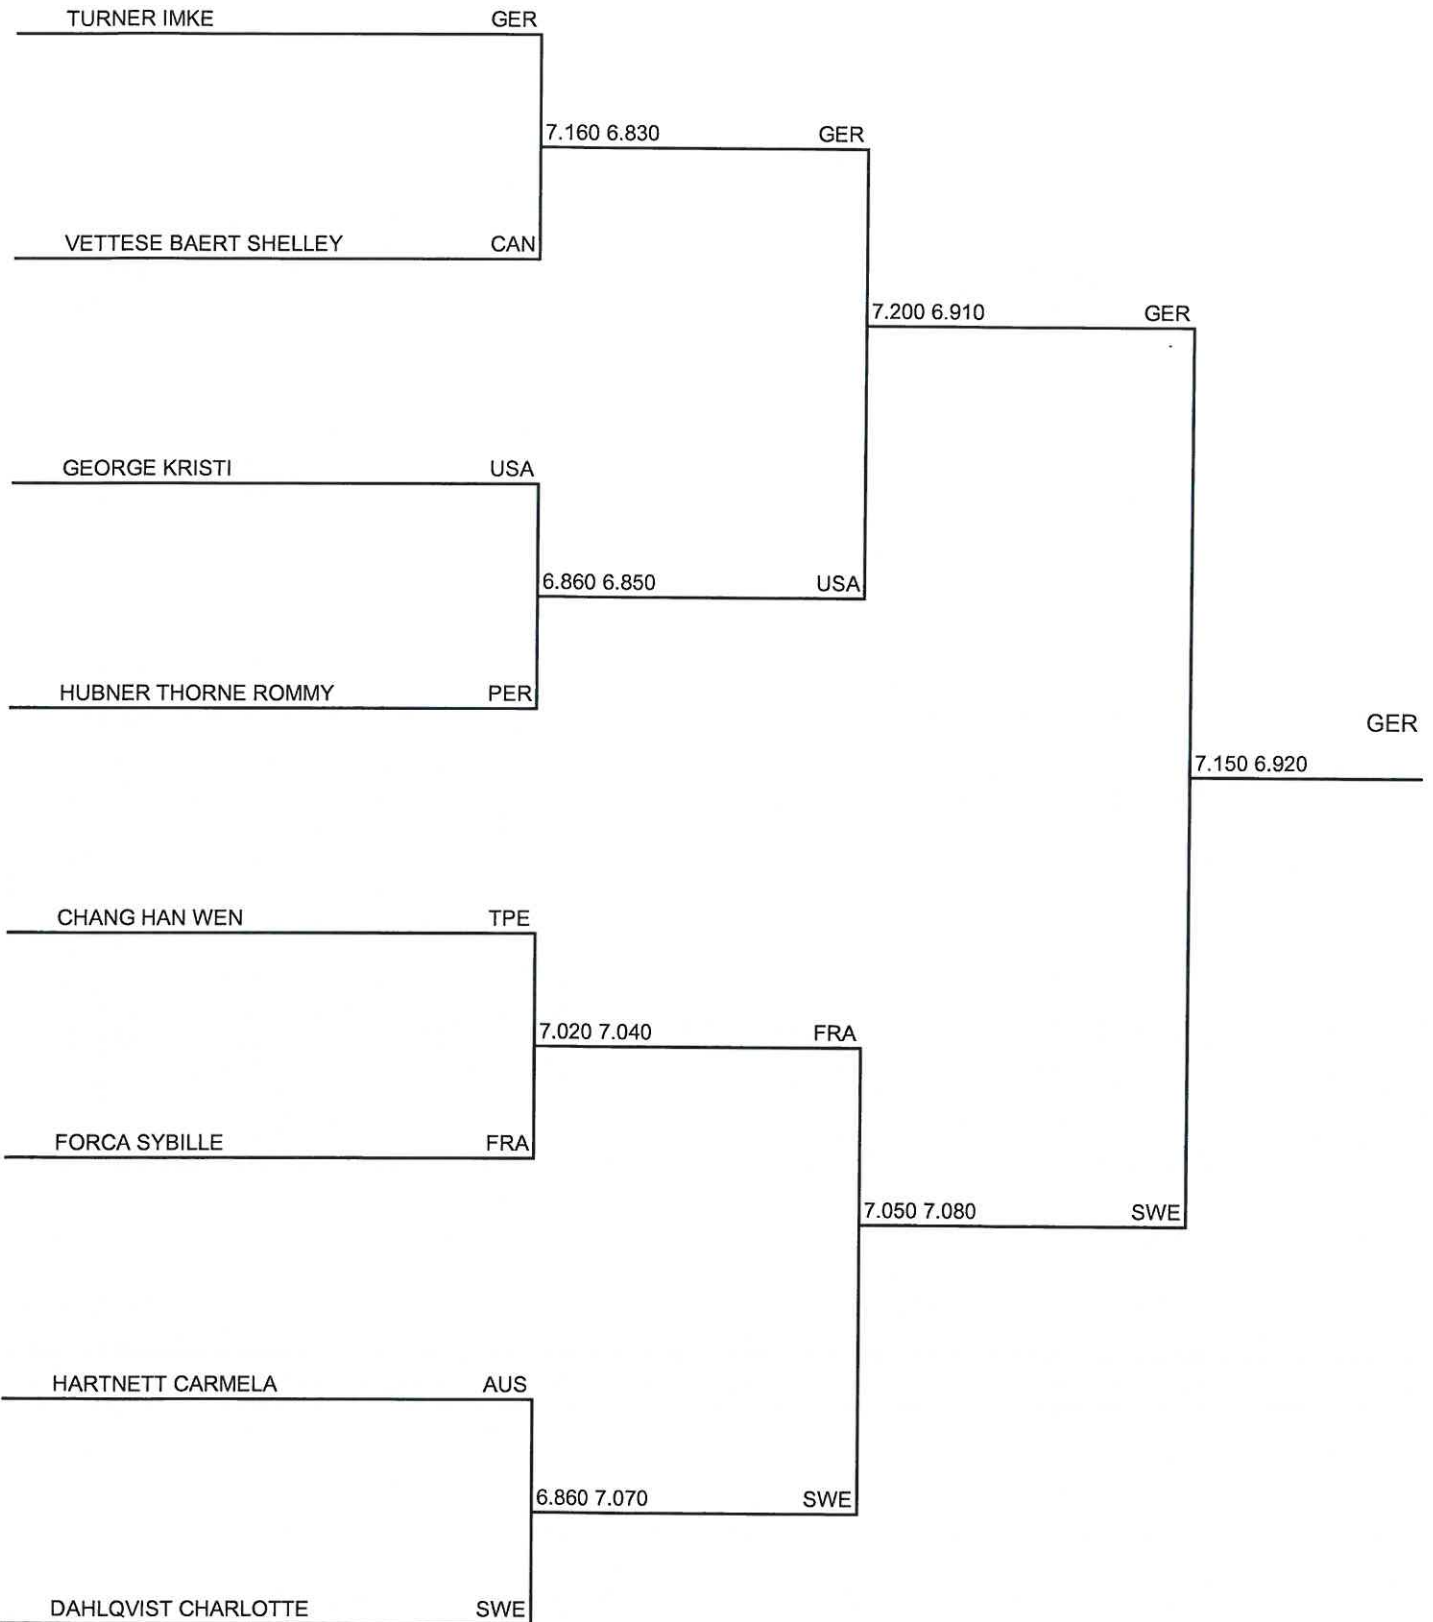 TURNER IMKE GER
7.160 6.830 GER
VETTESE BAERT SHELLEY CAN
7.200 6.910 GER
GEORGE KRISTI USA
6.860 6.850 USA
HUBNER THORNE ROMMY PER
GER
7.150 6.920
CHANG HAN WEN TPE
7.020 7.040 FRA
FORCA SYBILLE FRA
7.050 7.080 SWE
HARTNETT CARMELA AUS
6.860 7.070 SWE
DAHLQVIST CHARLOTTE SWE